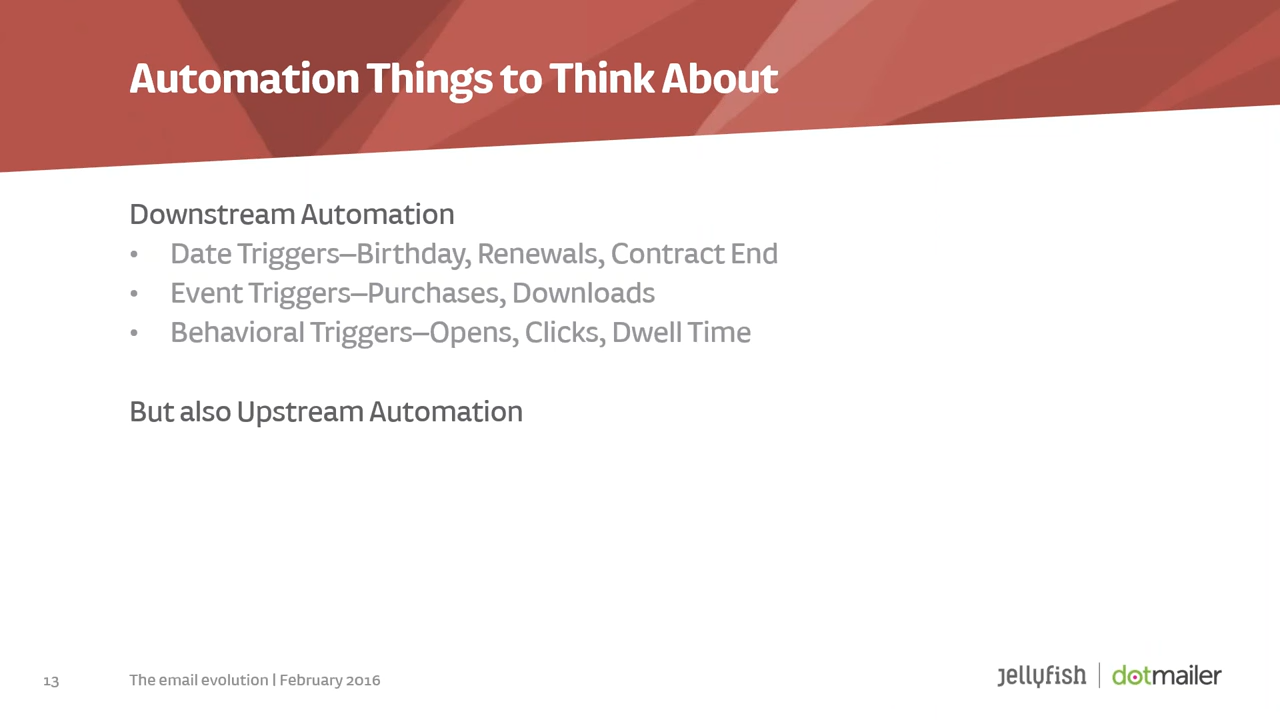 Automation Things to Think About
Downstream Automation
• Date Triggers—Birthday, Renewals, Contract End
• Event Triggers—Purchases, Downloads
• Behavioral Triggers—Opens, Clicks, Dwell Time
But also Upstream Automation
13 The email evolution | February 2016
jellyfish | dotmailer